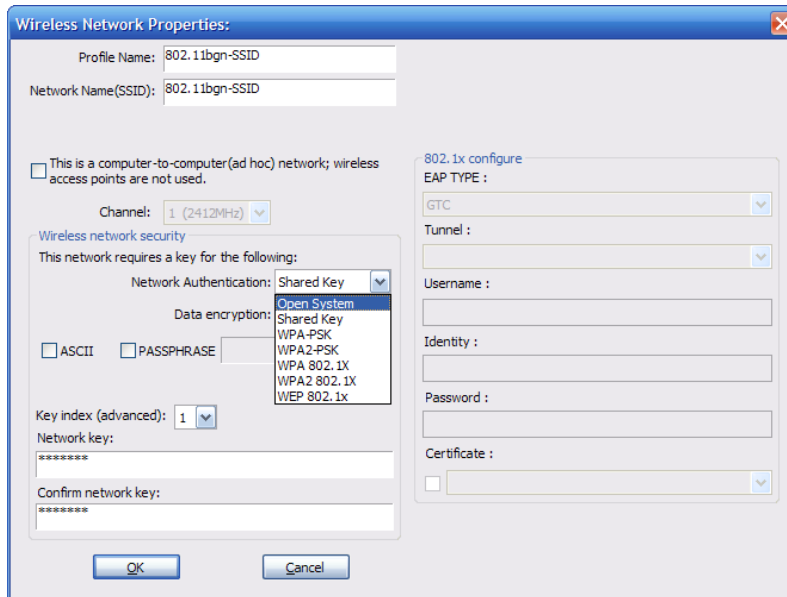 Wireless Network Properties:
Profile Name: 802.11bgn-SSID
Network Name(SSID): 802.11bgn-SSID
This is a computer-to-computer(ad hoc) network; wireless
access points are not used.
Channel: 1 (2412MHz)
Wireless network security
This network requires a key for the following:
Network Authentication: Shared Key
Open System
Shared Key
WPA-PSK
WPA2-PSK
WPA 802.1X
WPA2 802.1X
WEP 802.1x
Data encryption:
ASCII PASSPHRASE
Key index (advanced): 1
Network key:
*******
Confirm network key:
*******
OK Cancel
802.1x configure
EAP TYPE :
GTC
Tunnel :
Username :
Identity :
Password :
Certificate :